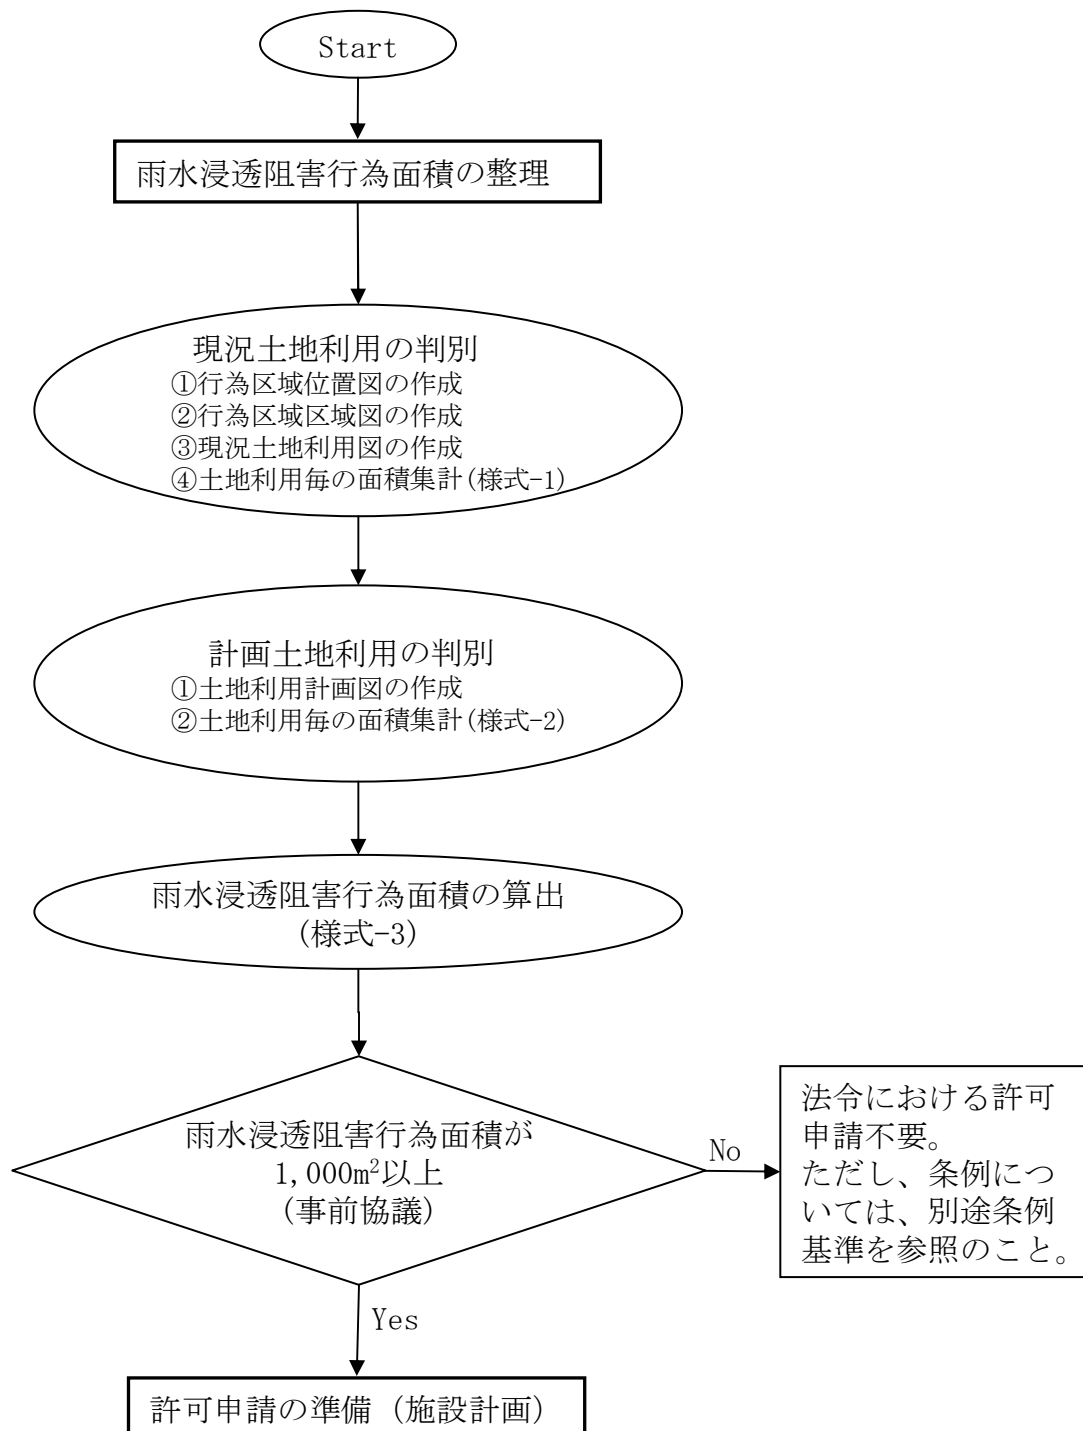 Start
雨水浸透阻害行為面積の整理
現況土地利用の判別
①行為区域位置図の作成
②行為区域区域図の作成
③現況土地利用図の作成
④土地利用毎の面積集計(様式-1)
計画土地利用の判別
①土地利用計画図の作成
②土地利用毎の面積集計(様式-2)
雨水浸透阻害行為面積の算出
(様式-3)
雨水浸透阻害行為面積が
1,000m²以上
(事前協議)
No
法令における許可
申請不要。
ただし、条例につ
いては、別途条例
基準を参照のこと。
Yes
許可申請の準備（施設計画）